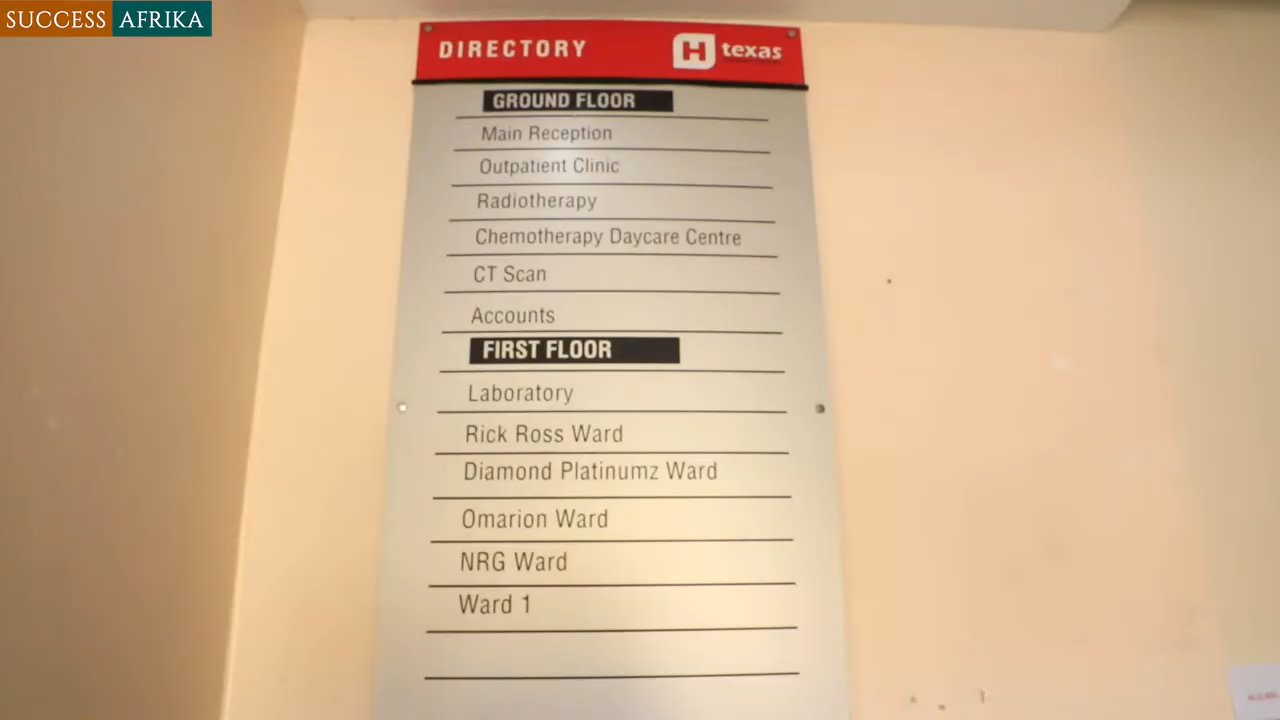 SUCCESS AFRIKA
DIRECTORY
H texas
GROUND FLOOR
Main Reception
Outpatient Clinic
Radiotherapy
Chemotherapy Daycare Centre
CT Scan
Accounts
FIRST FLOOR
Laboratory
Rick Ross Ward
Diamond Platinumz Ward
Omarion Ward
NRG Ward
Ward 1